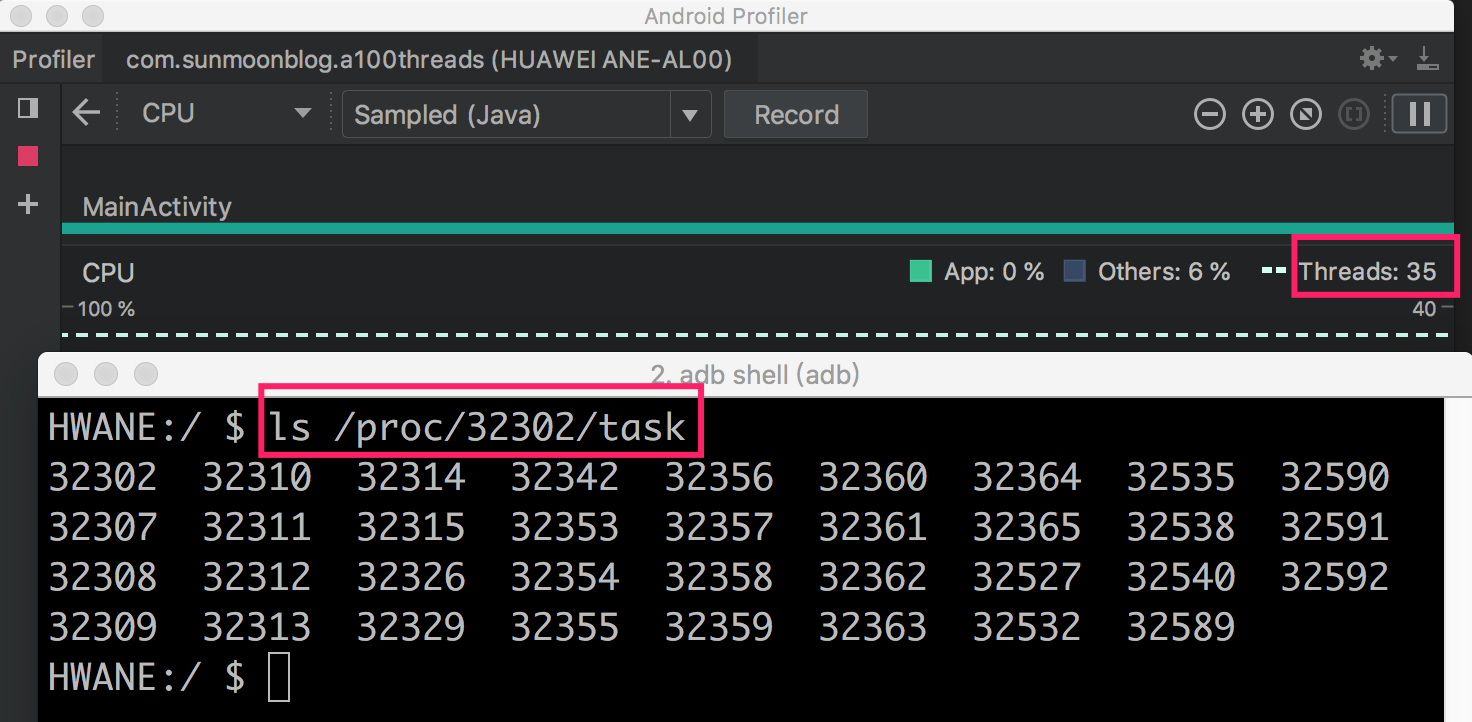 Android Profiler
Profiler com.sunmoonblog.a100threads (HUAWEI ANE-AL00)
CPU Sampled (Java) Record
MainActivity
CPU App: 0 % Others: 6 % Threads: 35
100 % 40
2. adb shell (adb)
HWANE:/ $ ls /proc/32302/task
32302 32310 32314 32342 32356 32360 32364 32535 32590
32307 32311 32315 32353 32357 32361 32365 32538 32591
32308 32312 32326 32354 32358 32362 32527 32540 32592
32309 32313 32329 32355 32359 32363 32532 32589
HWANE:/ $